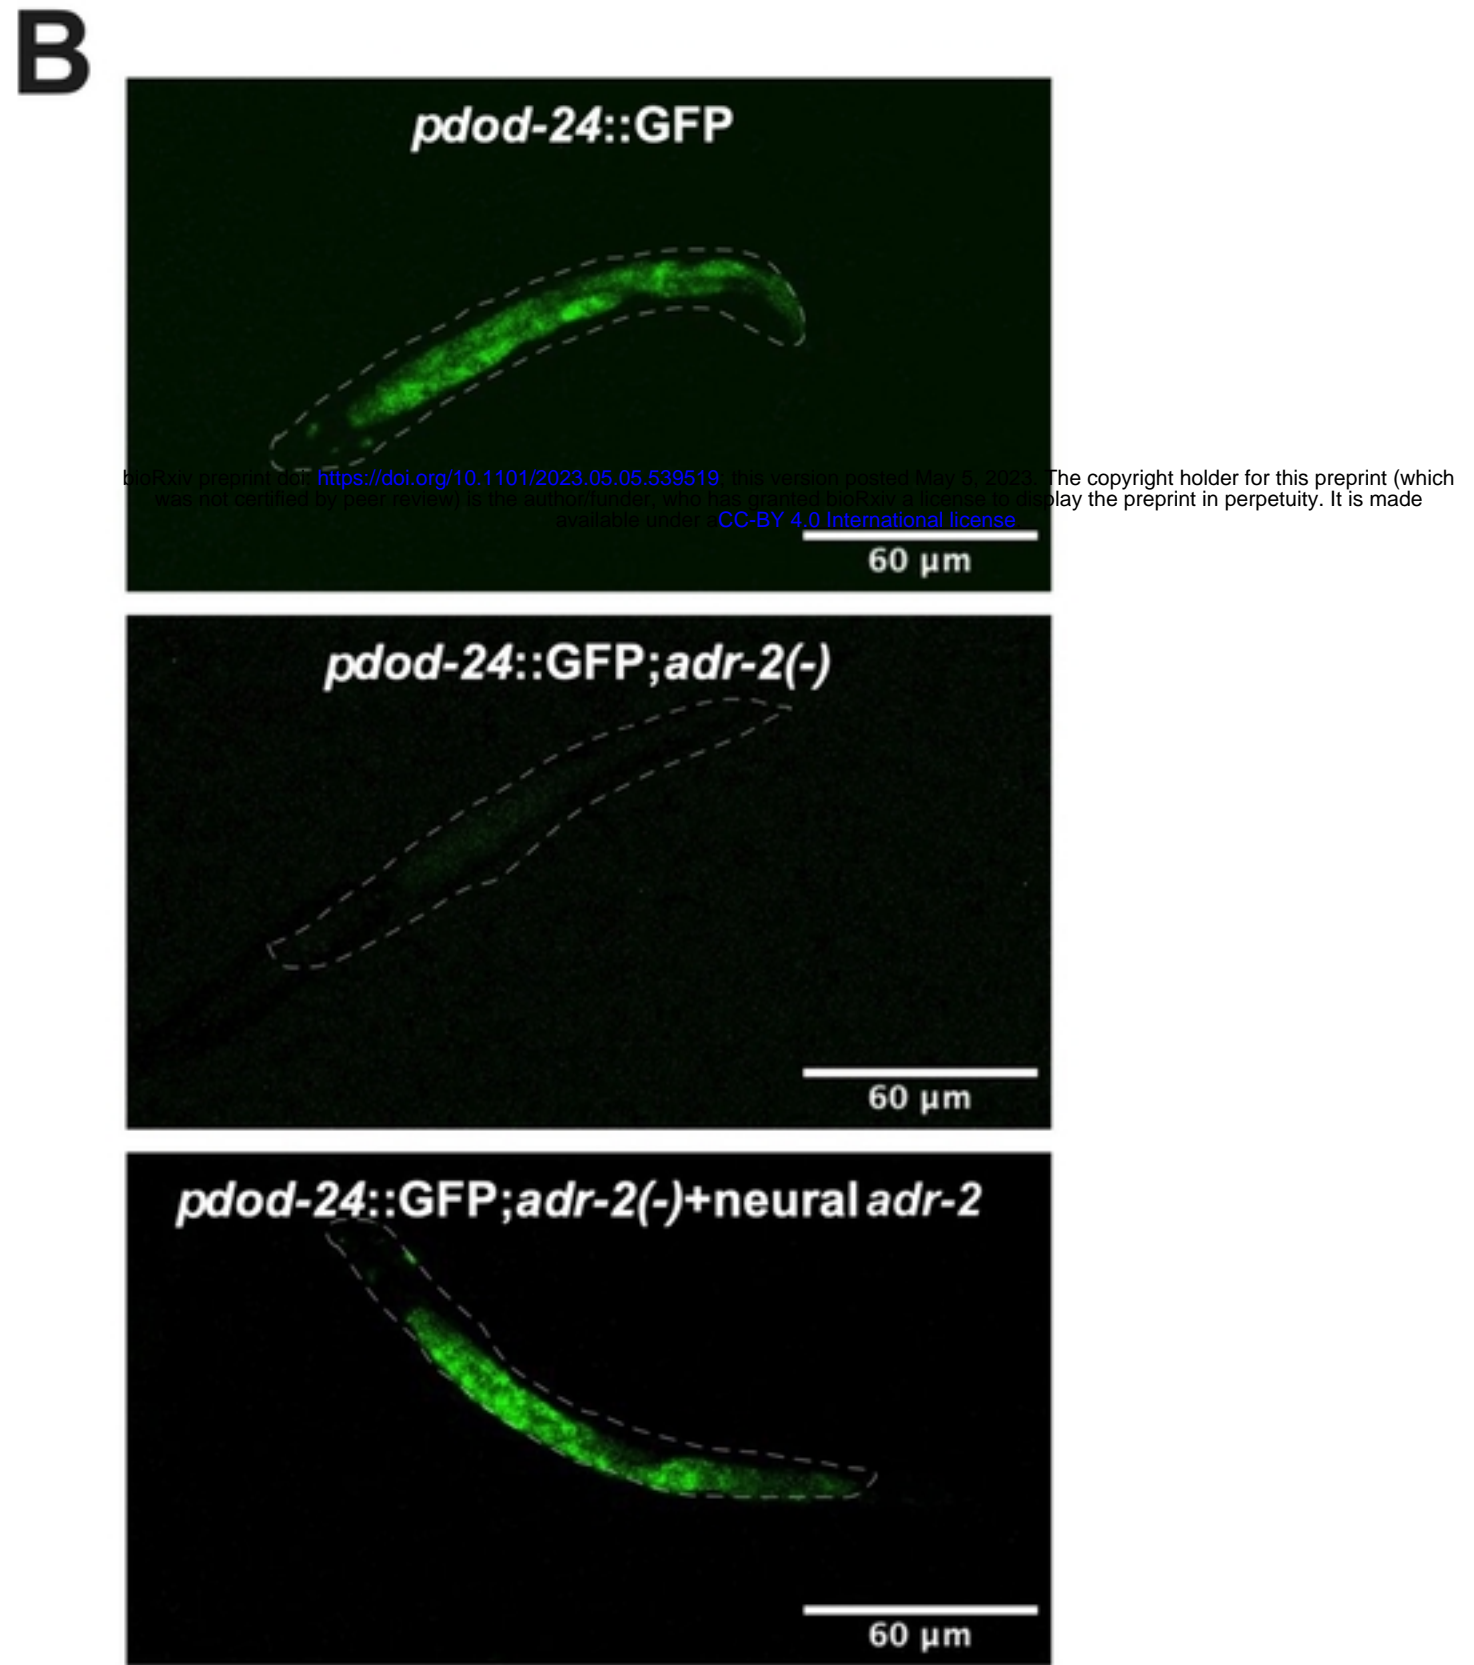 B
pdod-24::GFP
bioRxiv preprint doi: https://doi.org/10.1101/2023.05.05.539519; this version posted May 5, 2023. The copyright holder for this preprint (which
was not certified by peer review) is the author/funder, who has granted bioRxiv a license to display the preprint in perpetuity. It is made
available under aCC-BY 4.0 International license.
60 µm
pdod-24::GFP;adr-2(-)
60 µm
pdod-24::GFP;adr-2(-)+neural adr-2
60 µm